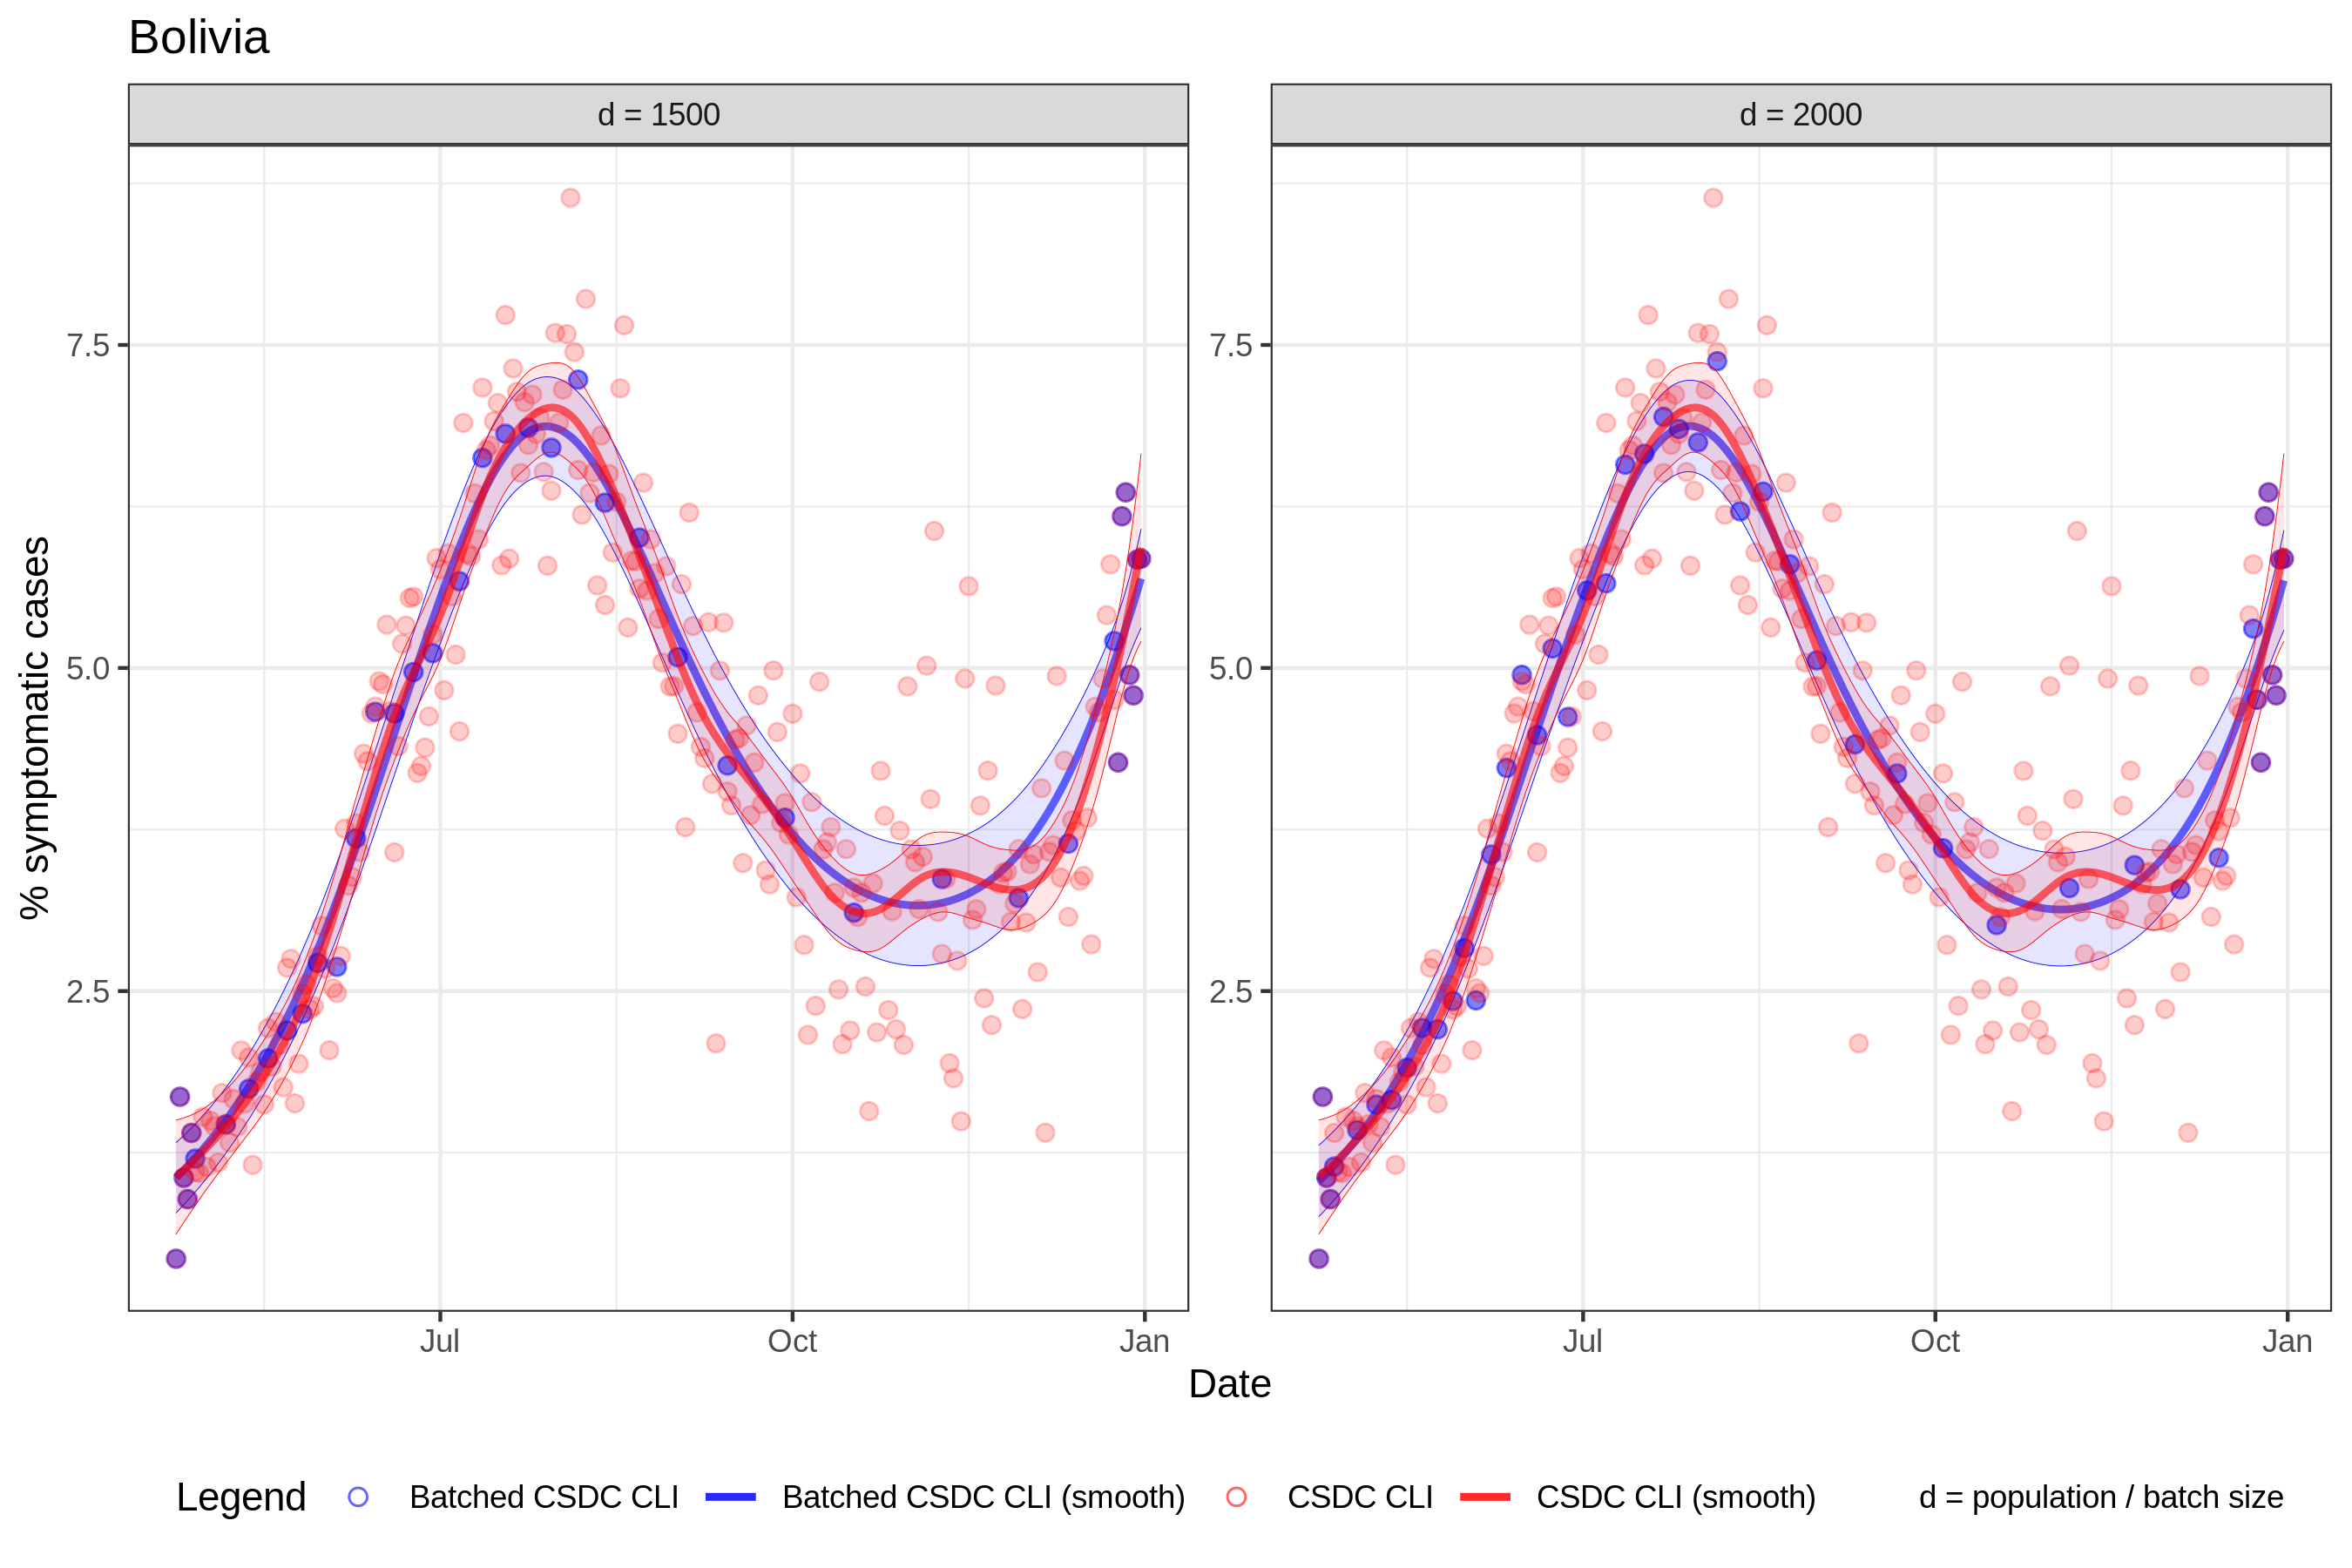 Bolivia
d = 1500
d = 2000
% symptomatic cases
7.5
5.0
2.5
7.5
5.0
2.5
Jul
Oct
Jan
Jul
Oct
Jan
Date
Legend
Batched CSDC CLI
Batched CSDC CLI (smooth)
CSDC CLI
CSDC CLI (smooth)
d = population / batch size